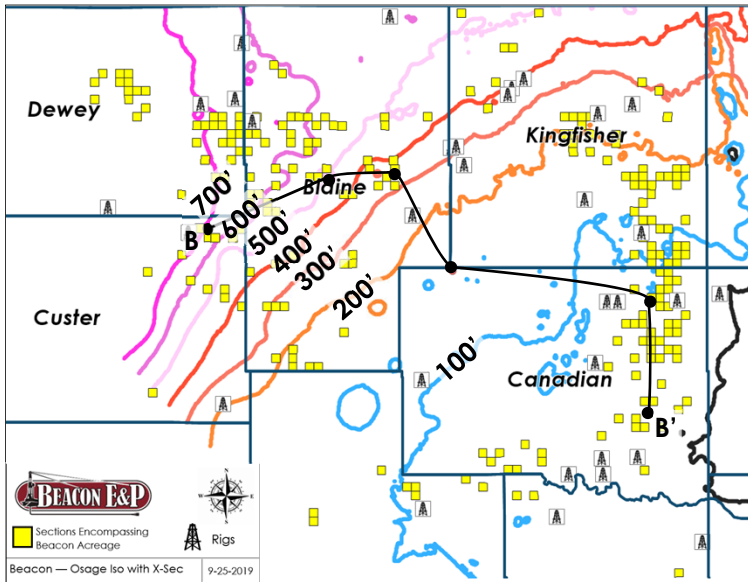 Dewey
Kingfisher
Blaine
700'
600'
B
500'
400'
300'
200'
Custer
100'
Canadian
B'
BEACON E&P
N
W
E
S
Sections Encompassing
Beacon Acreage
Rigs
Beacon — Osage Iso with X-Sec
9-25-2019